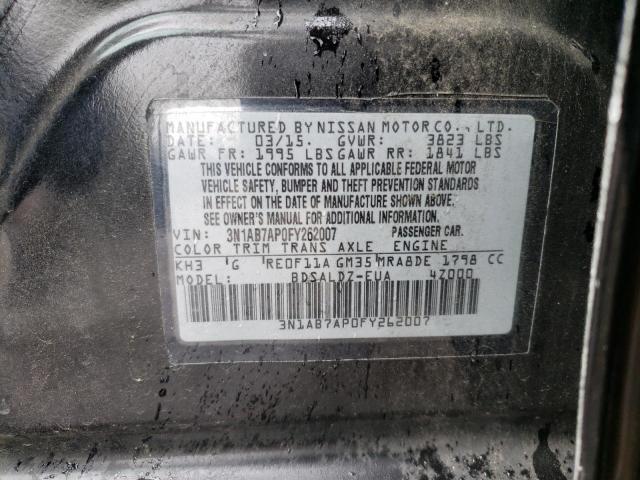 MANUFACTURED BY NISSAN MOTOR CO., LTD.
DATE: 03/15. GVWR: 3823 LBS
GAWR FR: 1995 LBS GAWR RR: 1841 LBS
THIS VEHICLE CONFORMS TO ALL APPLICABLE FEDERAL MOTOR
VEHICLE SAFETY, BUMPER AND THEFT PREVENTION STANDARDS
IN EFFECT ON THE DATE OF MANUFACTURE SHOWN ABOVE.
SEE OWNER'S MANUAL FOR ADDITIONAL INFORMATION.
VIN: 3N1AB7AP0FY262007 PASSENGER CAR.
COLOR TRIM TRANS AXLE ENGINE
KH3 G RE0F11A GM35 MRA8DE 1798 CC
MODEL: BDSALDZ-EUA 4Z000
3N1AB7AP0FY262007